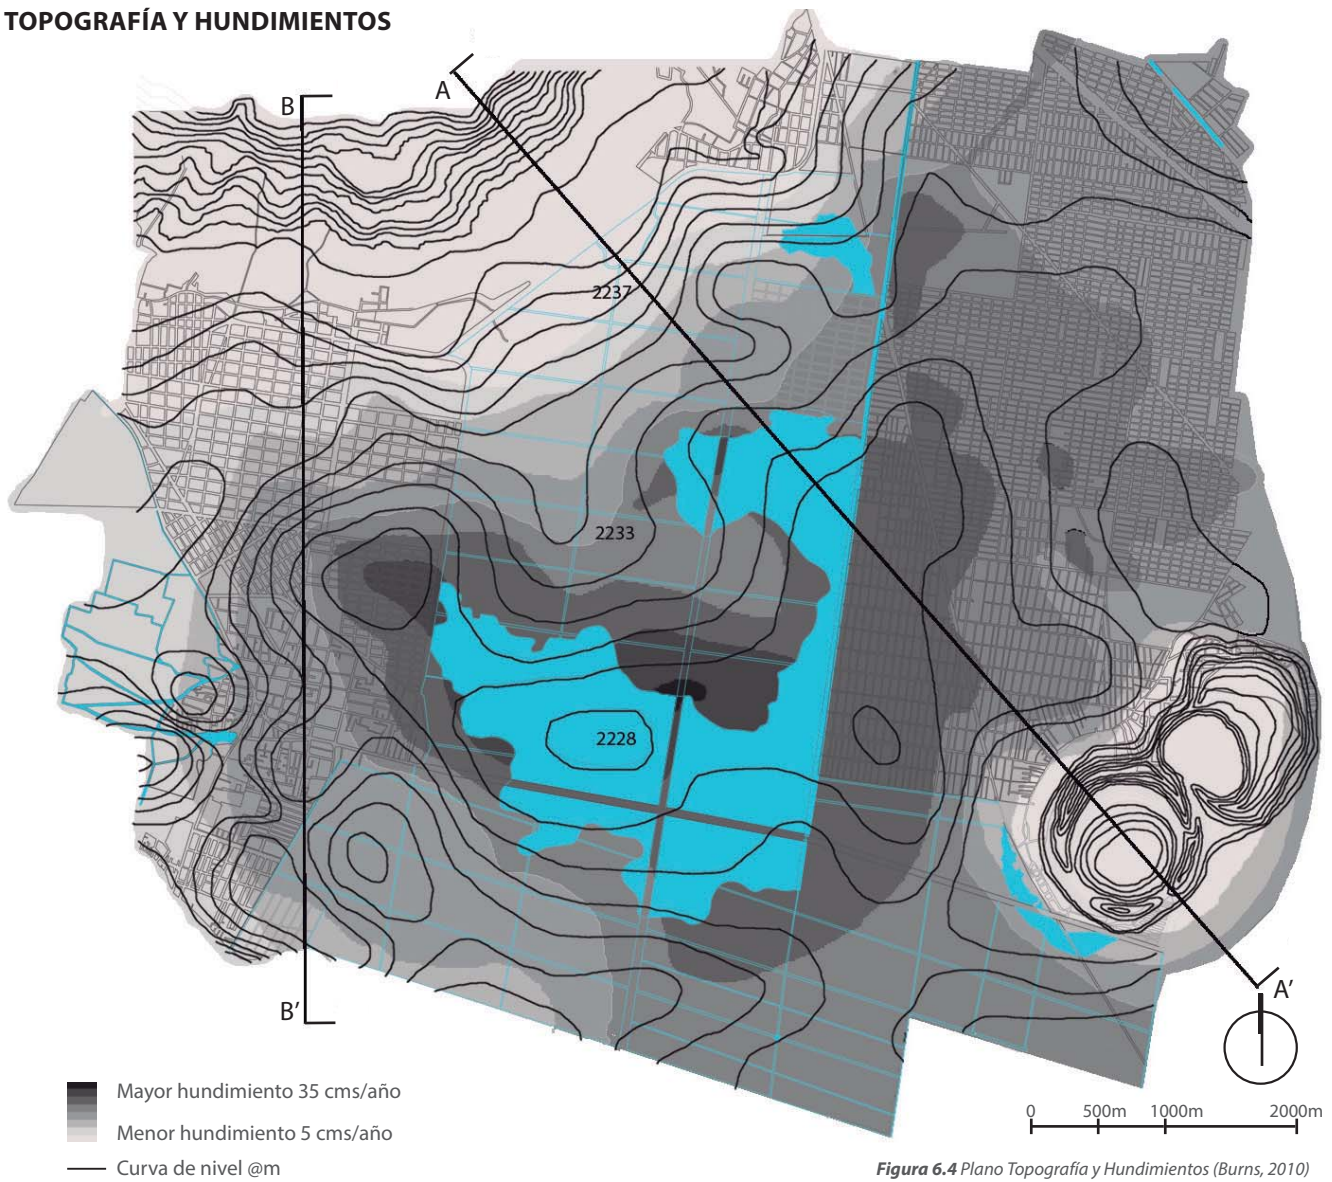 TOPOGRAFÍA Y HUNDIMIENTOS
A
B
2237
2233
2228
B'
A'
Mayor hundimiento 35 cms/año
Menor hundimiento 5 cms/año
Curva de nivel @m
0 500m 1000m 2000m
Figura 6.4 Plano Topografía y Hundimientos (Burns, 2010)